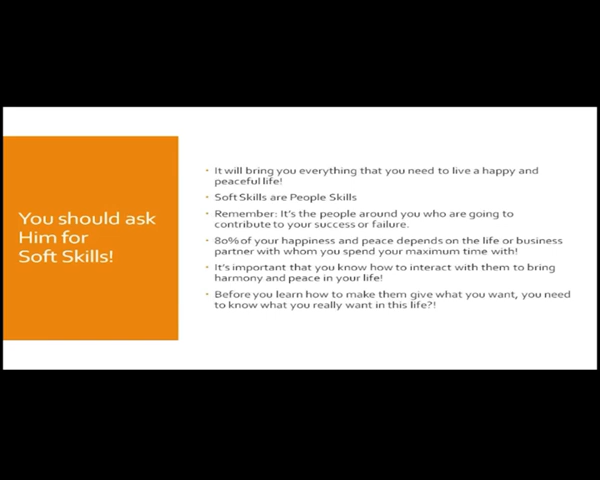 You should ask
Him for
Soft Skills!
• It will bring you everything that you need to live a happy and
peaceful life!
• Soft Skills are People Skills
• Remember: It's the people around you who are going to
contribute to your success or failure.
• 80% of your happiness and peace depends on the life or business
partner with whom you spend your maximum time with!
• It's important that you know how to interact with them to bring
harmony and peace in your life!
• Before you learn how to make them give what you want, you need
to know what you really want in this life?!